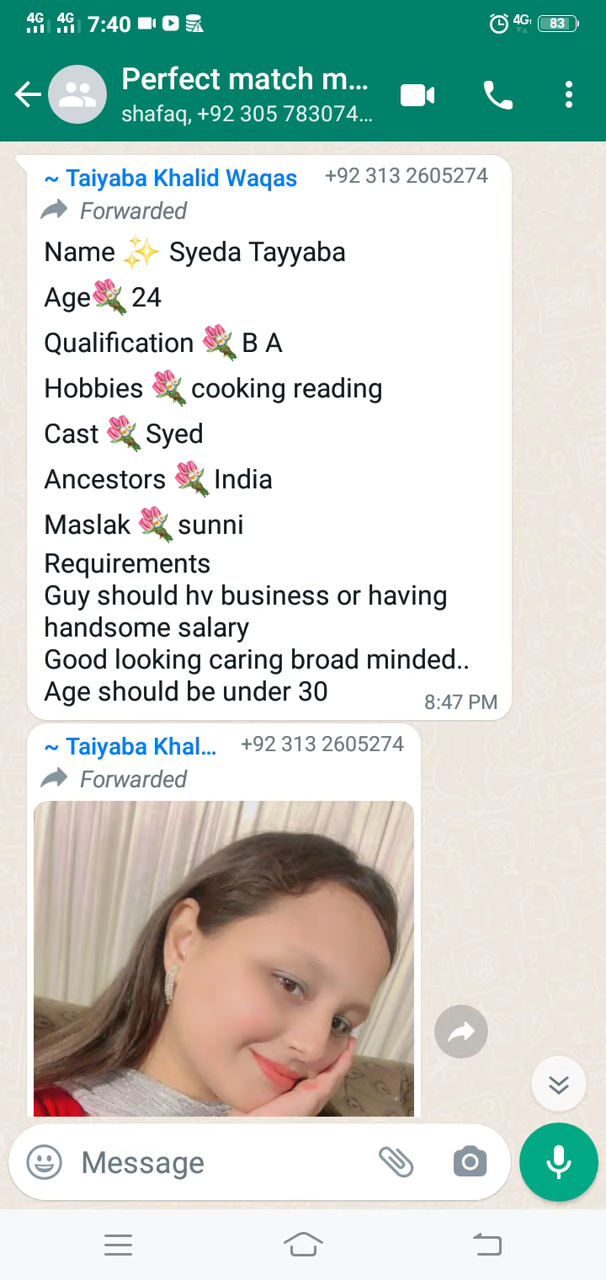 4G 4G 7:40 4G 83
Perfect match m...
shafaq, +92 305 783074...
~ Taiyaba Khalid Waqas +92 313 2605274
Forwarded
Name ✨ Syeda Tayyaba
Age💐 24
Qualification 💐 B A
Hobbies 💐 cooking reading
Cast 💐 Syed
Ancestors 💐 India
Maslak 💐 sunni
Requirements
Guy should hv business or having
handsome salary
Good looking caring broad minded..
Age should be under 30
8:47 PM
~ Taiyaba Khal... +92 313 2605274
Forwarded
Message